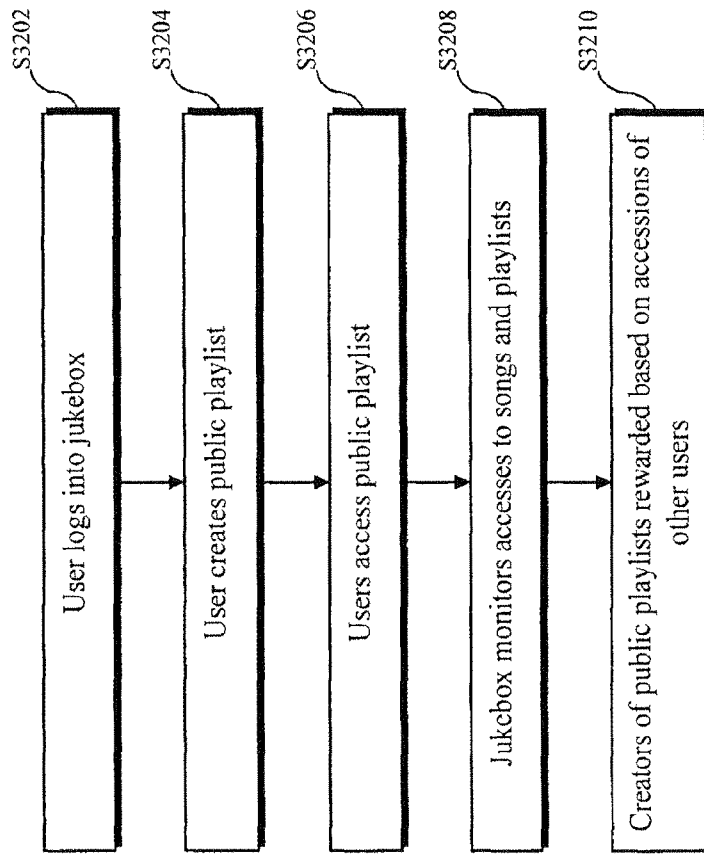 S3202
User logs into jukebox
S3204
User creates public playlist
S3206
Users access public playlist
S3208
Jukebox monitors accesses to songs and playlists
S3210
Creators of public playlists rewarded based on accessions of
other users